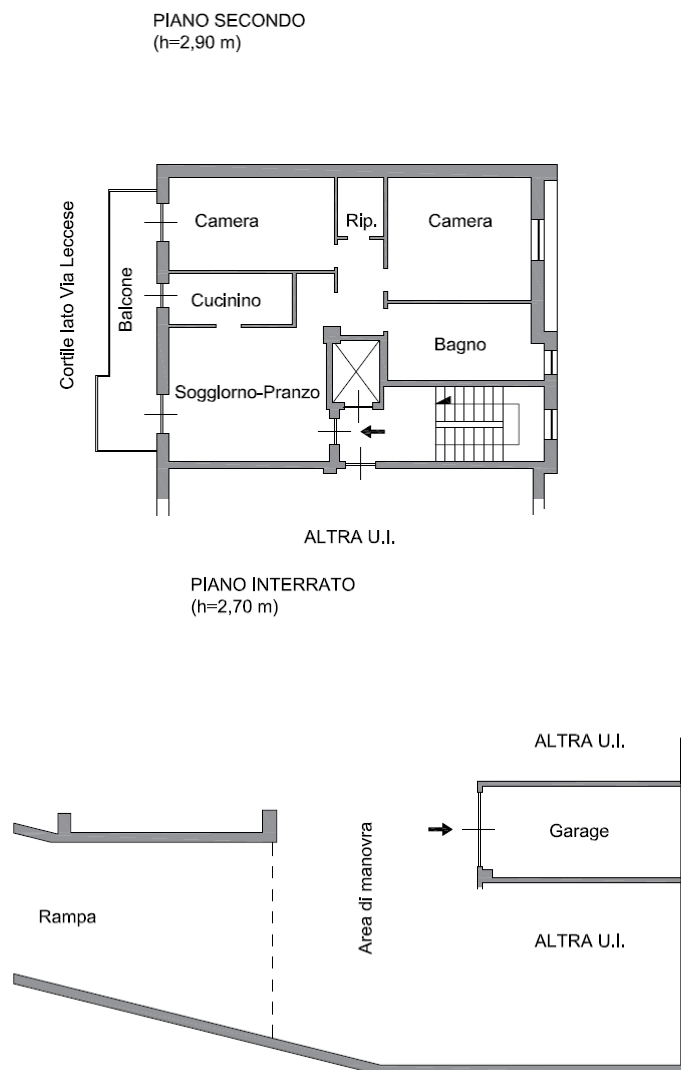 PIANO SECONDO
(h=2,90 m)
Camera
Rip.
Camera
Cortile lato Via Leccese
Balcone
Cucinino
Bagno
Soggiorno-Pranzo
ALTRA U.I.
PIANO INTERRATO
(h=2,70 m)
ALTRA U.I.
Garage
Area di manovra
Rampa
ALTRA U.I.